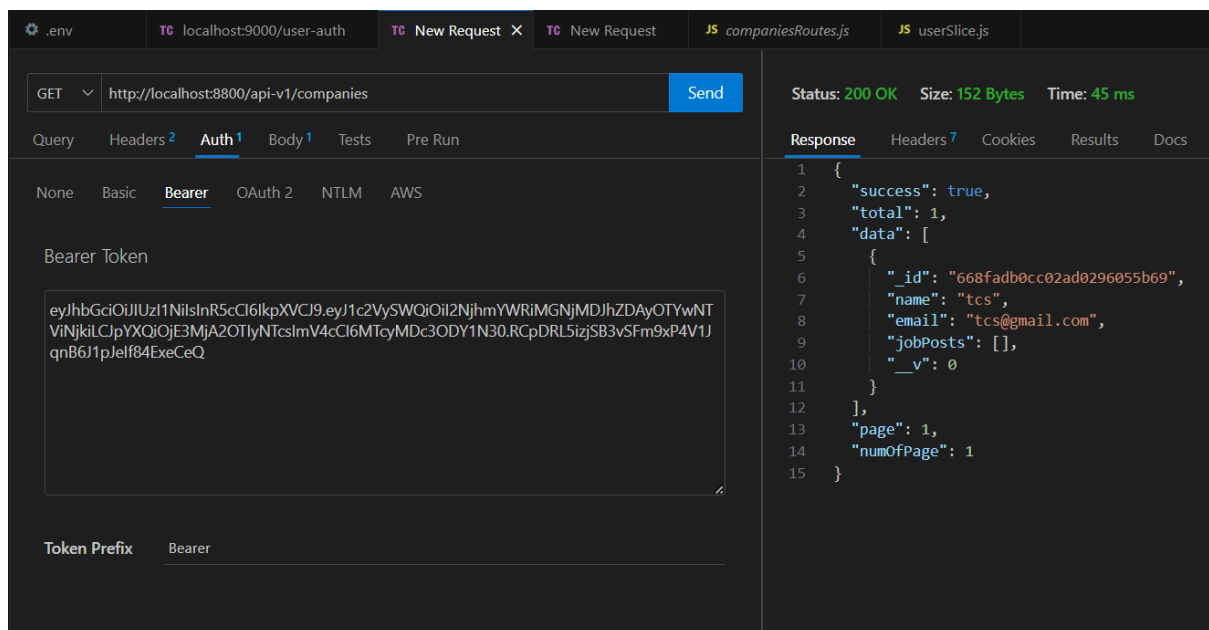 .env
TC localhost:9000/user-auth
TC New Request
TC New Request
JS companiesRoutes.js
JS userSlice.js
GET http://localhost:8800/api-v1/companies Send
Query Headers 2 Auth 1 Body 1 Tests Pre Run
None Basic Bearer OAuth 2 NTLM AWS
Bearer Token
eyJhbGciOiJIUzI1NiIsInR5cCI6IkpXVCJ9.eyJ1c2VySWQiOiI2NjhmYWRiMGNjMDJhZDAyOTYwNT
ViNjkiLCJpYXQiOjE3MjA2OTIyNTcsImV4cCI6MTcyMDc3ODY1N30.RCpDRL5izjSB3vSFm9xP4V1J
qnB6J1pJeIf84ExeCeQ
Token Prefix Bearer
Status: 200 OK Size: 152 Bytes Time: 45 ms
Response Headers 7 Cookies Results Docs
1 {
2 "success": true,
3 "total": 1,
4 "data": [
5 {
6 "_id": "668fadb0cc02ad0296055b69",
7 "name": "tcs",
8 "email": "tcs@gmail.com",
9 "jobPosts": [],
10 "__v": 0
11 }
12 ],
13 "page": 1,
14 "numOfPage": 1
15 }